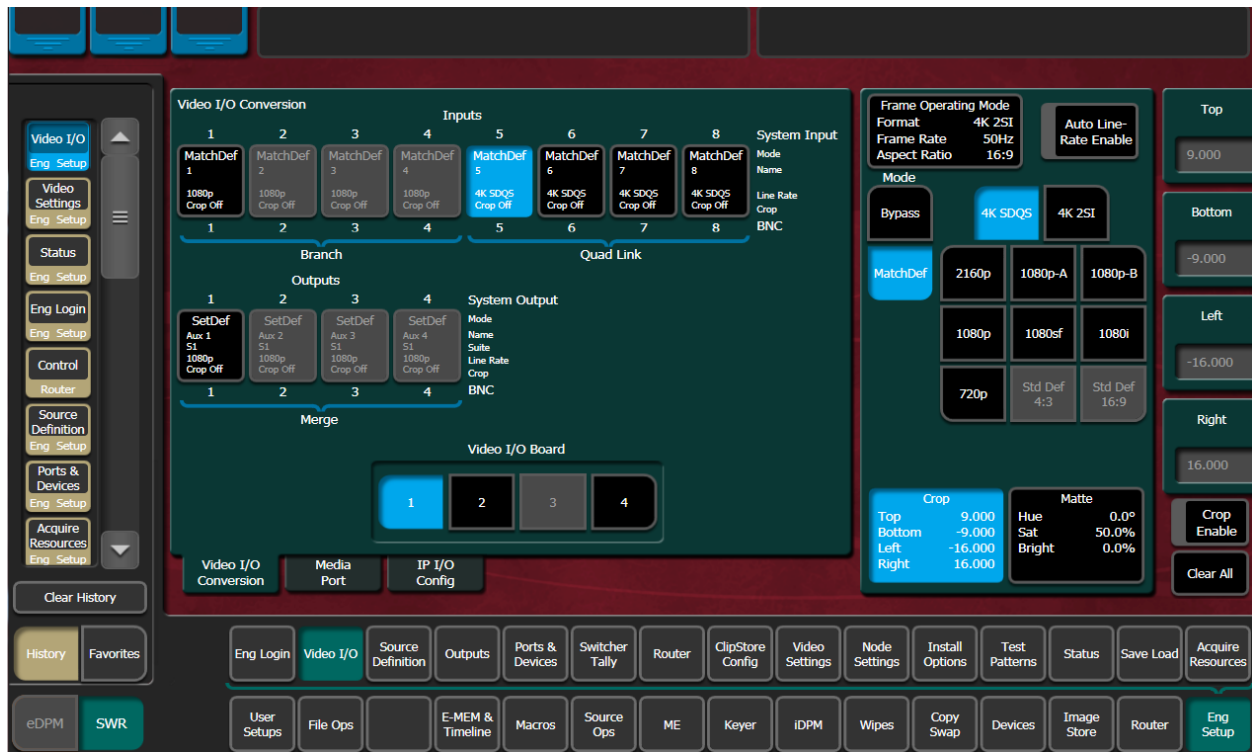 Video I/O
Eng Setup
Video
Settings
Eng Setup
Status
Eng Setup
Eng Login
Eng Setup
Control
Router
Source
Definition
Eng Setup
Ports &
Devices
Eng Setup
Acquire
Resources
Eng Setup
Clear History
History Favorites
eDPM SWR
Video I/O Conversion
Inputs
1 2 3 4 5 6 7 8 System Input
MatchDef MatchDef MatchDef MatchDef MatchDef MatchDef MatchDef MatchDef Mode
1 2 3 4 5 6 7 8 Name
1080p 1080p 1080p 1080p 4K SDQS 4K SDQS 4K SDQS 4K SDQS Line Rate
Crop Off Crop Off Crop Off Crop Off Crop Off Crop Off Crop Off Crop Off Crop
1 2 3 4 5 6 7 8 BNC
Branch Quad Link
Outputs
1 2 3 4 System Output
SetDef SetDef SetDef SetDef Mode
Aux 1 Aux 2 Aux 3 Aux 4 Name
S1 S1 S1 S1 Suite
1080p 1080p 1080p 1080p Line Rate
Crop Off Crop Off Crop Off Crop Off Crop
1 2 3 4 BNC
Merge
Video I/O Board
1 2 3 4
Video I/O
Conversion
Media
Port
IP I/O
Config
Frame Operating Mode
Format 4K 2SI
Frame Rate 50Hz
Aspect Ratio 16:9
Auto Line-
Rate Enable
Mode
Bypass 4K SDQS 4K 2SI
MatchDef 2160p 1080p-A 1080p-B
1080p 1080sf 1080i
720p
Std Def
4:3
Std Def
16:9
Crop
Top 9.000
Bottom -9.000
Left -16.000
Right 16.000
Matte
Hue 0.0º
Sat 50.0%
Bright 0.0%
Top
9.000
Bottom
-9.000
Left
-16.000
Right
16.000
Crop
Enable
Clear All
Eng Login
Video I/O
Source
Definition
Outputs
Ports &
Devices
Switcher
Tally
Router
ClipStore
Config
Video
Settings
Node
Settings
Install
Options
Test
Patterns
Status
Save Load
Acquire
Resources
User
Setups
File Ops
E-MEM &
Timeline
Macros
Source
Ops
ME
Keyer
iDPM
Wipes
Copy
Swap
Devices
Image
Store
Router
Eng
Setup